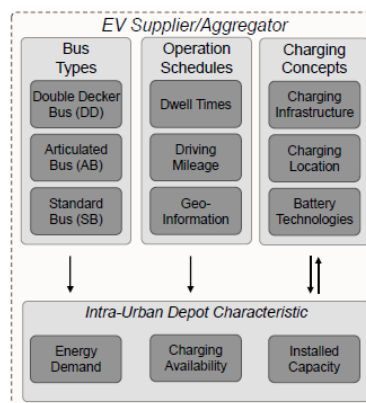 EV Supplier/Aggregator
Bus
Types
Double Decker
Bus (DD)
Articulated
Bus (AB)
Standard
Bus (SB)
Operation
Schedules
Dwell Times
Driving
Mileage
Geo-
Information
Charging
Concepts
Charging
Infrastructure
Charging
Location
Battery
Technologies
Intra-Urban Depot Characteristic
Energy
Demand
Charging
Availability
Installed
Capacity